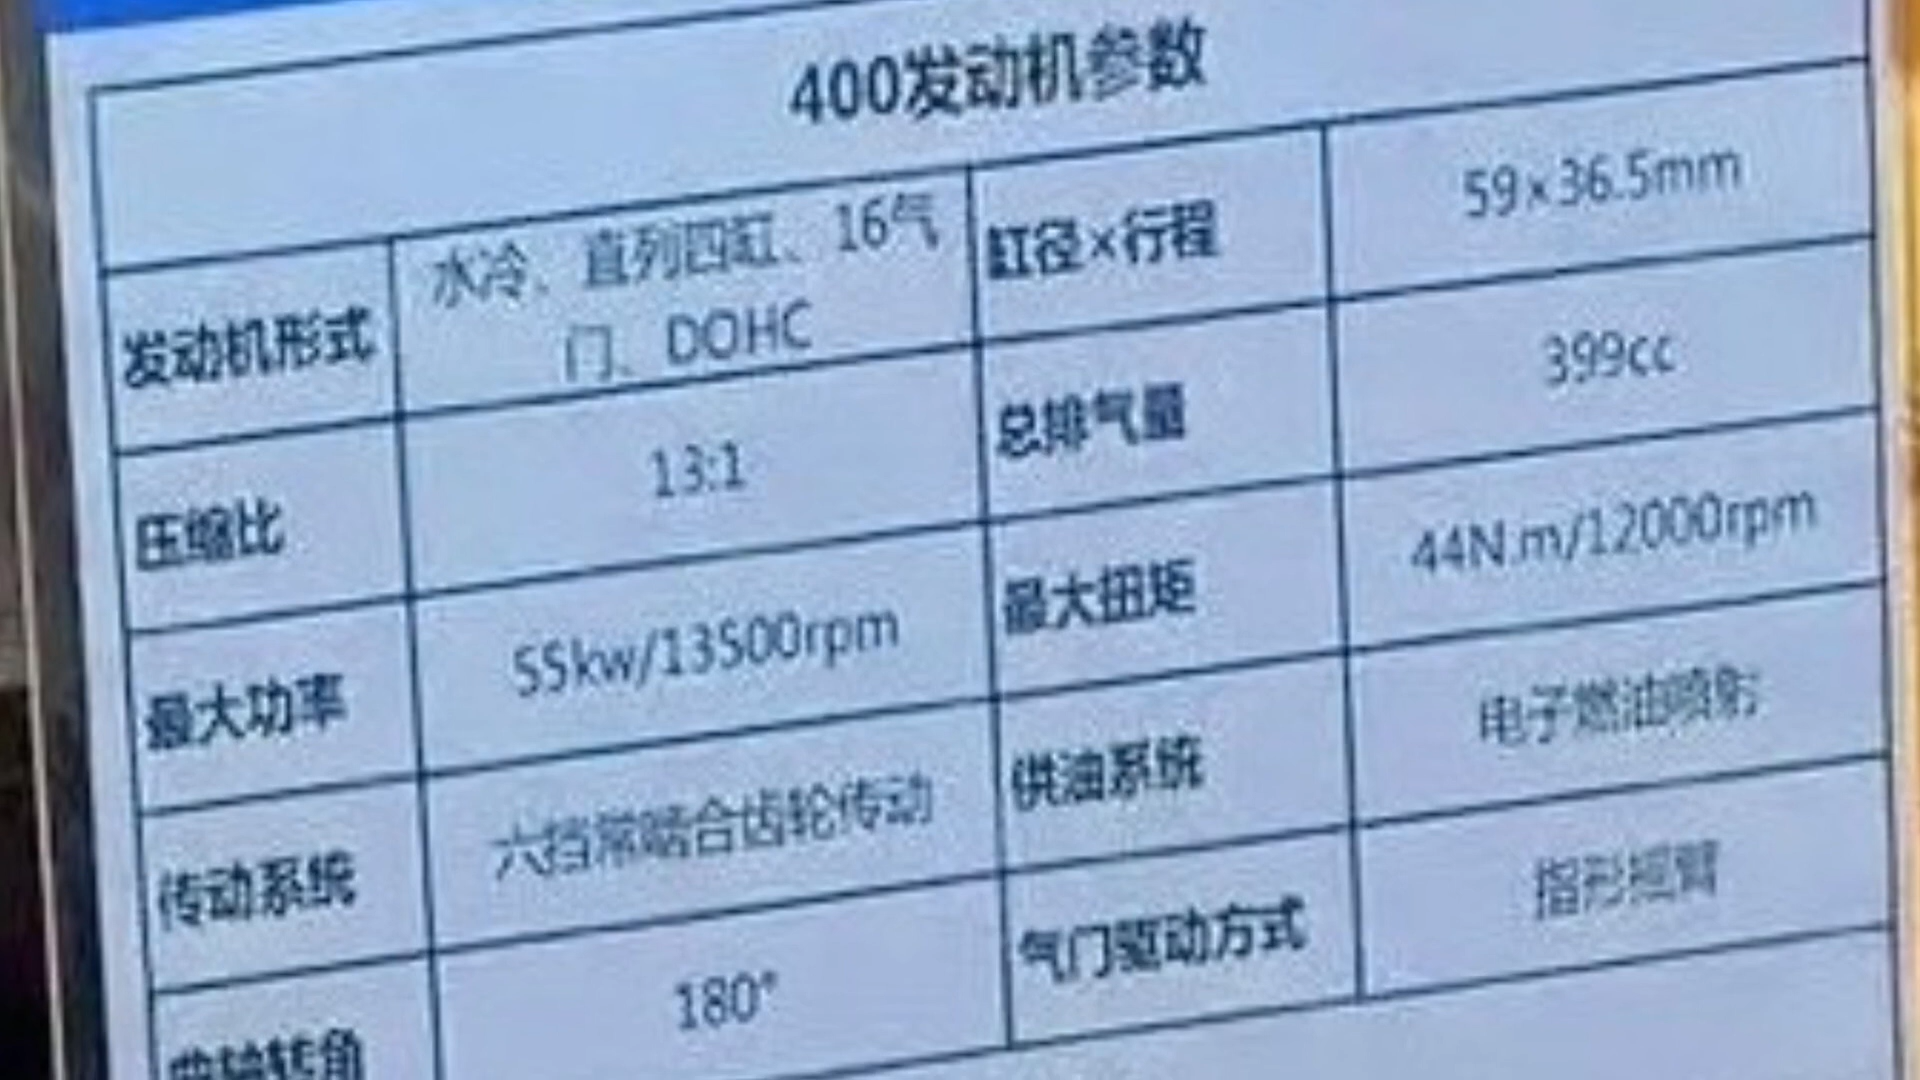 400发动机参数
发动机形式
水冷、直列四缸、16气
门、DOHC
缸径×行程
59×36.5mm
压缩比
13:1
总排气量
399cc
最大功率
55kw/13500rpm
最大扭矩
44N.m/12000rpm
传动系统
六挡常啮合齿轮传动
供油系统
电子燃油喷射
曲轴转角
180°
气门驱动方式
指形摇臂